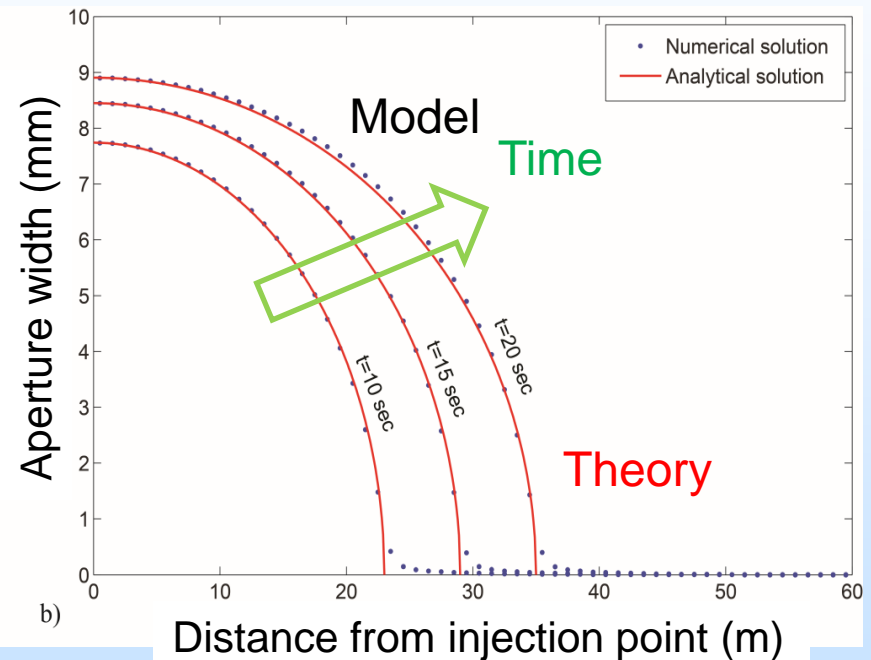 10
9
8
7
6
5
4
3
2
1
0
Aperture width (mm)
Numerical solution
Analytical solution
Model
Time
t=10 sec
t=15 sec
t=20 sec
Theory
0 10 20 30 40 50 60
b)
Distance from injection point (m)